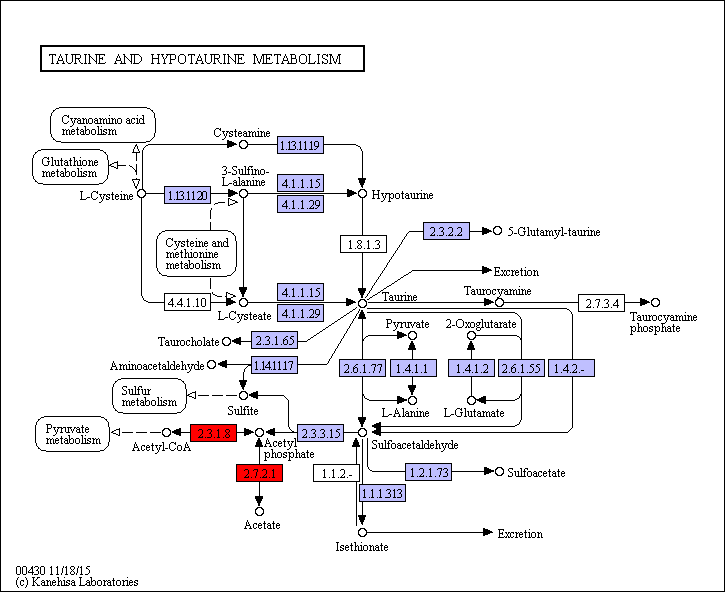 TAURINE AND HYPOTAURINE METABOLISM
Cyanoamino acid
metabolism
Cysteamine
1.13.11.19
Glutathione
metabolism
3-Sulfino-
L-alanine
4.1.1.15
L-Cysteine
1.13.11.20
4.1.1.29
Hypotaurine
Cysteine and
methionine
metabolism
1.8.1.3
2.3.2.2
5-Glutamyl-taurine
Excretion
4.4.1.10
L-Cysteate
4.1.1.15
4.1.1.29
Taurine
Taurocyamine
2.7.3.4
Taurocyamine
phosphate
Taurocholate
2.3.1.65
Pyruvate
2-Oxoglutarate
Aminoacetaldehyde
1.14.11.17
2.6.1.77
1.4.1.1
1.4.1.2
2.6.1.55
1.4.2.-
Sulfur
metabolism
Sulfite
L-Alanine
L-Glutamate
Pyruvate
metabolism
Acetyl-CoA
2.3.1.8
Acetyl
phosphate
2.3.3.15
Sulfoacetaldehyde
2.7.2.1
1.1.2.-
1.2.1.73
Sulfoacetate
1.1.1.313
Acetate
Isethionate
Excretion
00430 11/18/15
(c) Kanehisa Laboratories